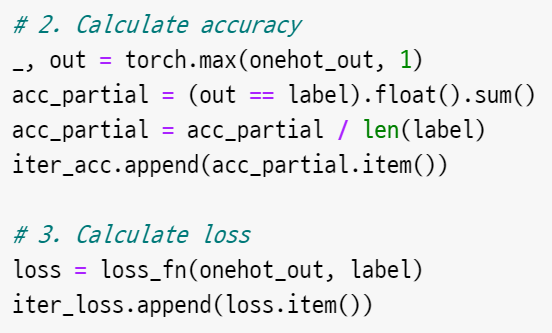 # 2. Calculate accuracy
_, out = torch.max(onehot_out, 1)
acc_partial = (out == label).float().sum()
acc_partial = acc_partial / len(label)
iter_acc.append(acc_partial.item())
# 3. Calculate loss
loss = loss_fn(onehot_out, label)
iter_loss.append(loss.item())